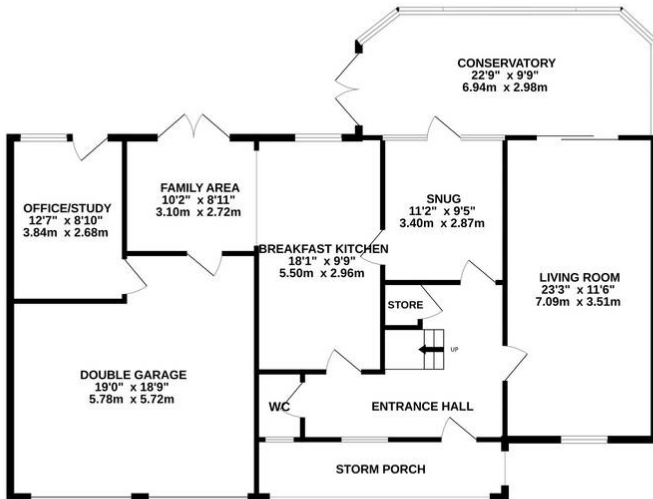 CONSERVATORY
22'9" x 9'9"
6.94m x 2.98m
OFFICE/STUDY
12'7" x 8'10"
3.84m x 2.68m
FAMILY AREA
10'2" x 8'11"
3.10m x 2.72m
SNUG
11'2" x 9'5"
3.40m x 2.87m
BREAKFAST KITCHEN
18'1" x 9'9"
5.50m x 2.96m
LIVING ROOM
23'3" x 11'6"
7.09m x 3.51m
STORE
UP
DOUBLE GARAGE
19'0" x 18'9"
5.78m x 5.72m
WC
ENTRANCE HALL
STORM PORCH